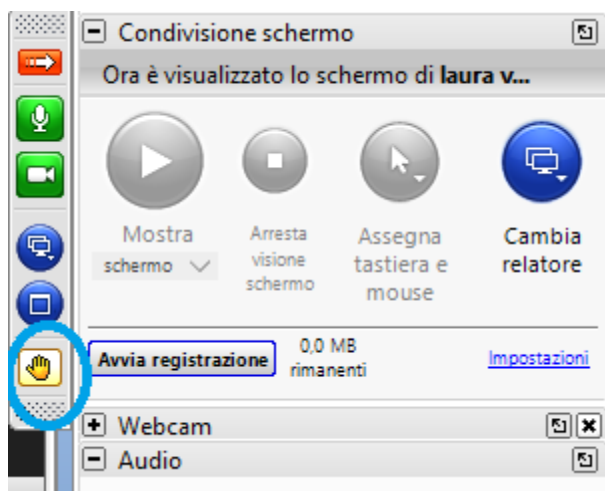 Condivisione schermo
Ora è visualizzato lo schermo di laura v...
Mostra
schermo
Arresta
visione
schermo
Assegna
tastiera e
mouse
Cambia
relatore
Avvia registrazione
0,0 MB
rimanenti
Impostazioni
Webcam
Audio